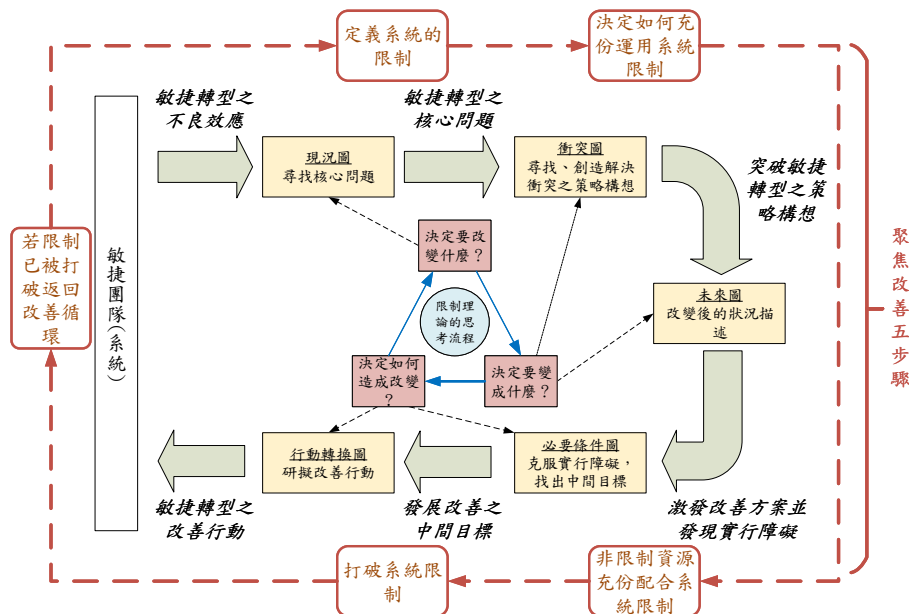 定義系統的
限制
決定如何充
份運用系統
限制
敏捷轉型之
不良效應
敏捷轉型之
核心問題
現況圖
尋找核心問題
衝突圖
尋找、創造解決
衝突之策略構想
突破敏捷
轉型之策
略構想
決定要改
變什麼？
若限制
已被打
破返回
改善循
環
敏捷團隊(系統)
限制理
論的思
考流程
未來圖
改變後的狀況描
述
聚焦改善五步驟
決定如何
造成改變
？
決定要變
成什麼？
行動轉換圖
研擬改善行動
必要條件圖
克服實行障礙，
找出中間目標
敏捷轉型之
改善行動
發展改善之
中間目標
激發改善方案並
發現實行障礙
打破系統限
制
非限制資源
充份配合系
統限制